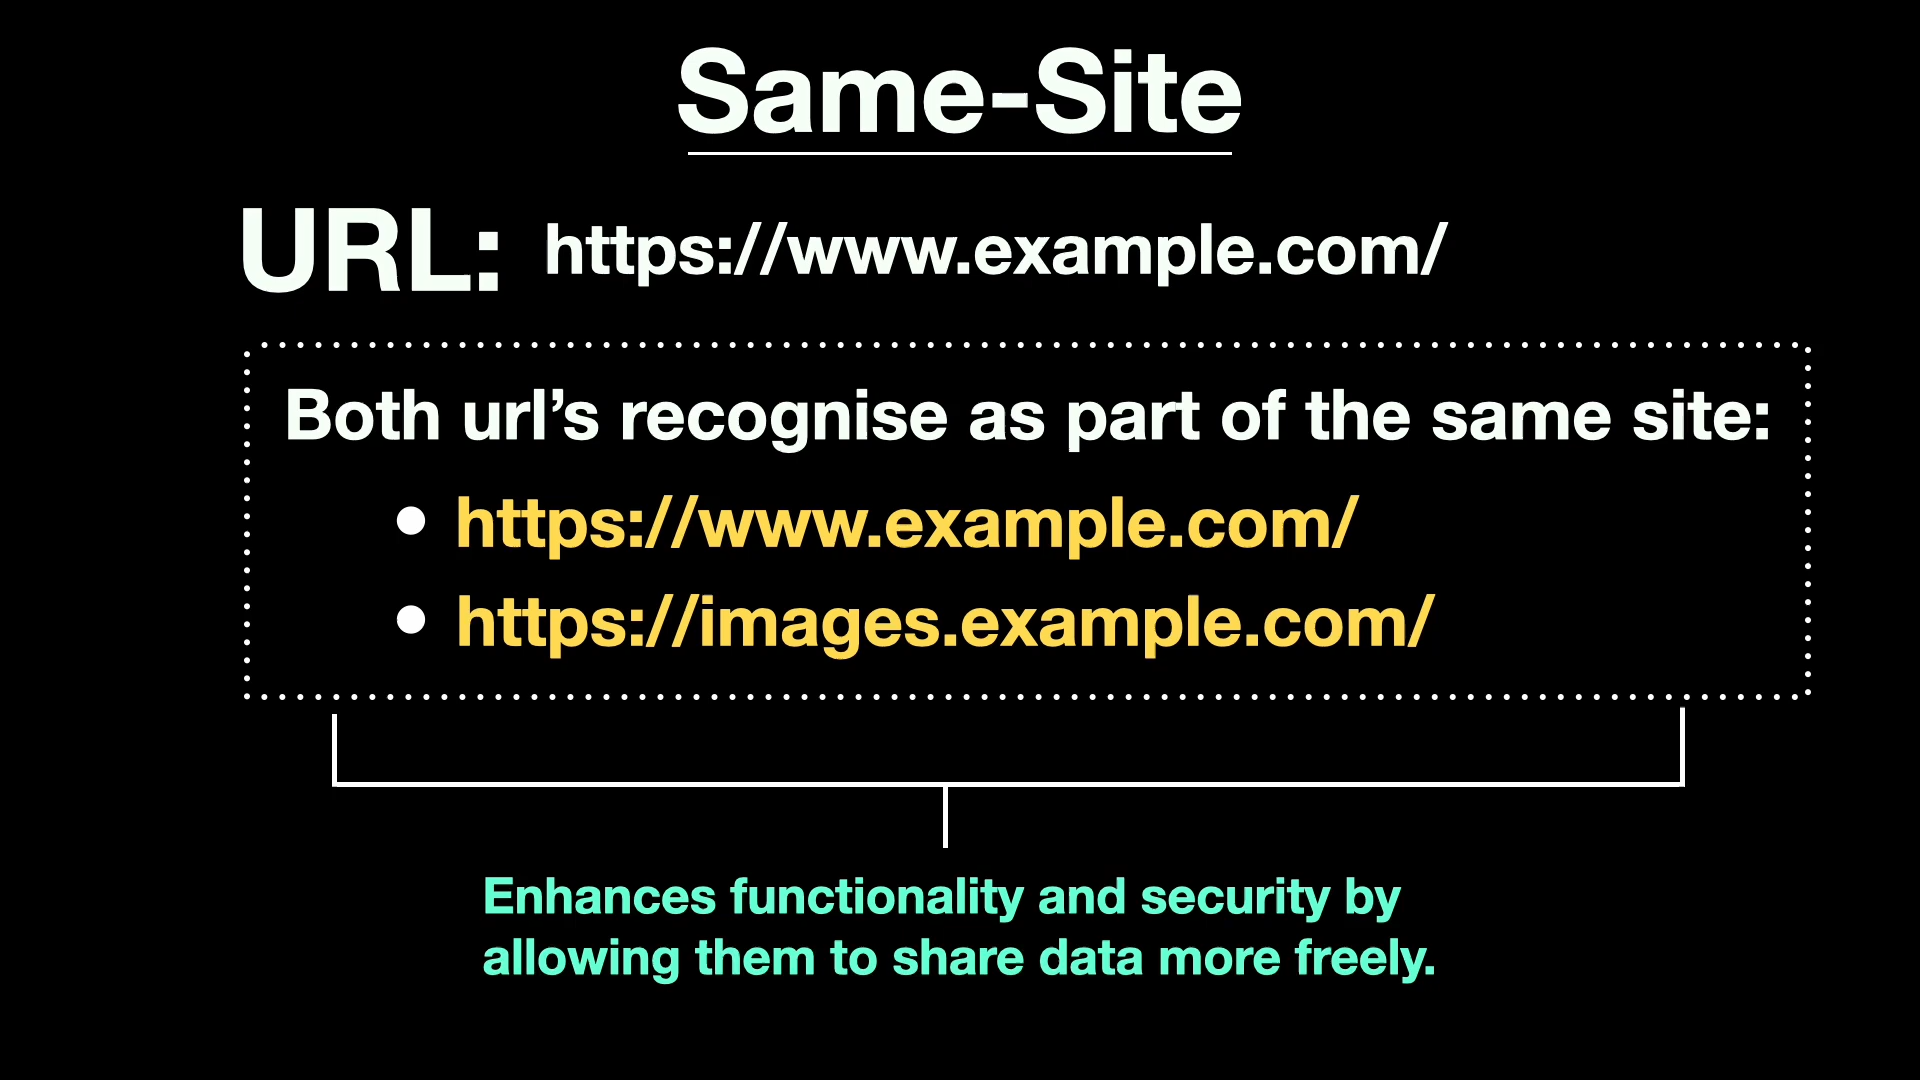 Same-Site
URL: https://www.example.com/
Both url’s recognise as part of the same site:
• https://www.example.com/
• https://images.example.com/
Enhances functionality and security by
allowing them to share data more freely.